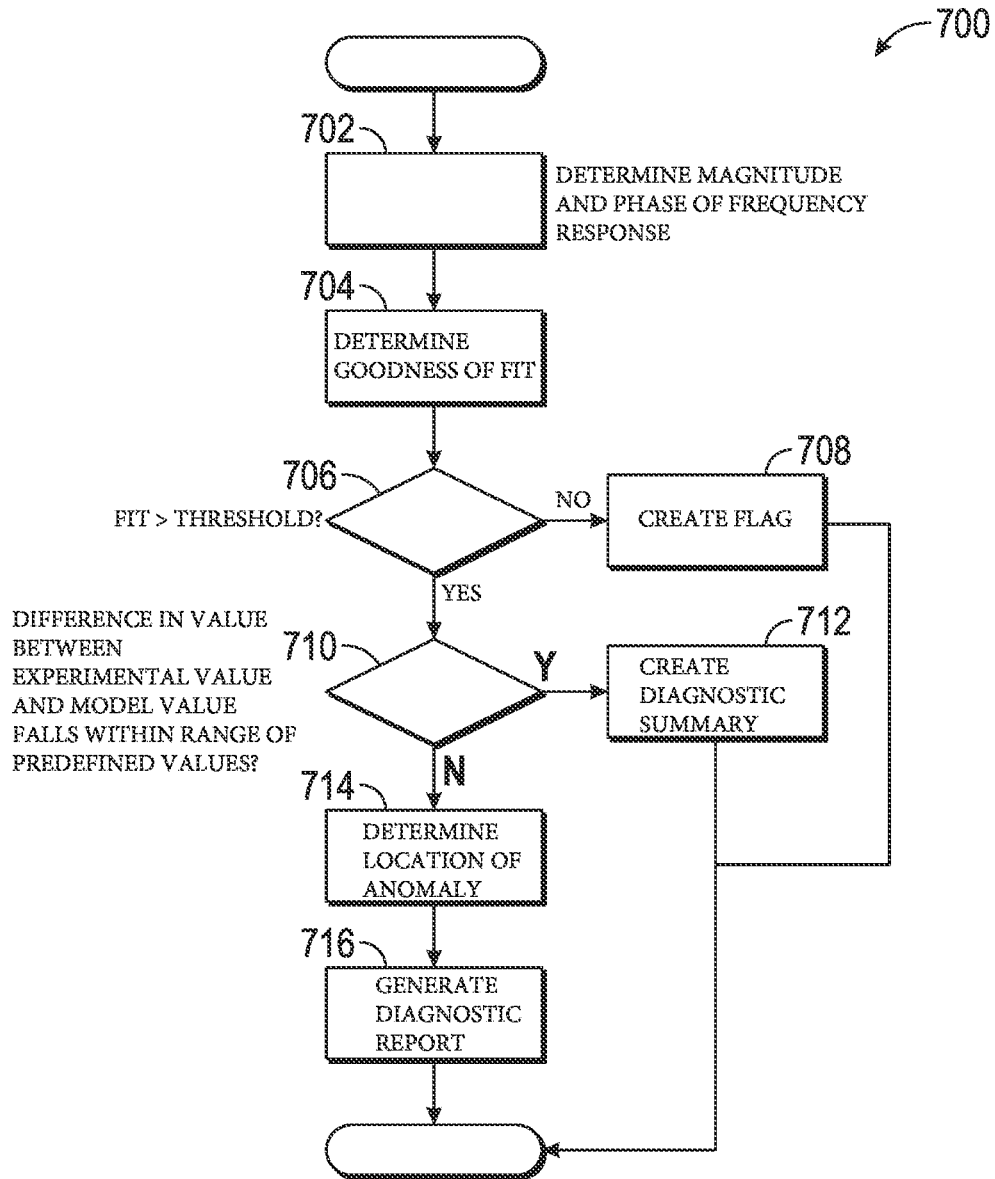 700
702
DETERMINE MAGNITUDE
AND PHASE OF FREQUENCY
RESPONSE
704
DETERMINE
GOODNESS OF FIT
706
FIT > THRESHOLD?
NO
708
CREATE FLAG
YES
DIFFERENCE IN VALUE
BETWEEN
EXPERIMENTAL VALUE
AND MODEL VALUE
FALLS WITHIN RANGE OF
PREDEFINED VALUES?
710
Y
712
CREATE
DIAGNOSTIC
SUMMARY
N
714
DETERMINE
LOCATION OF
ANOMALY
716
GENERATE
DIAGNOSTIC
REPORT